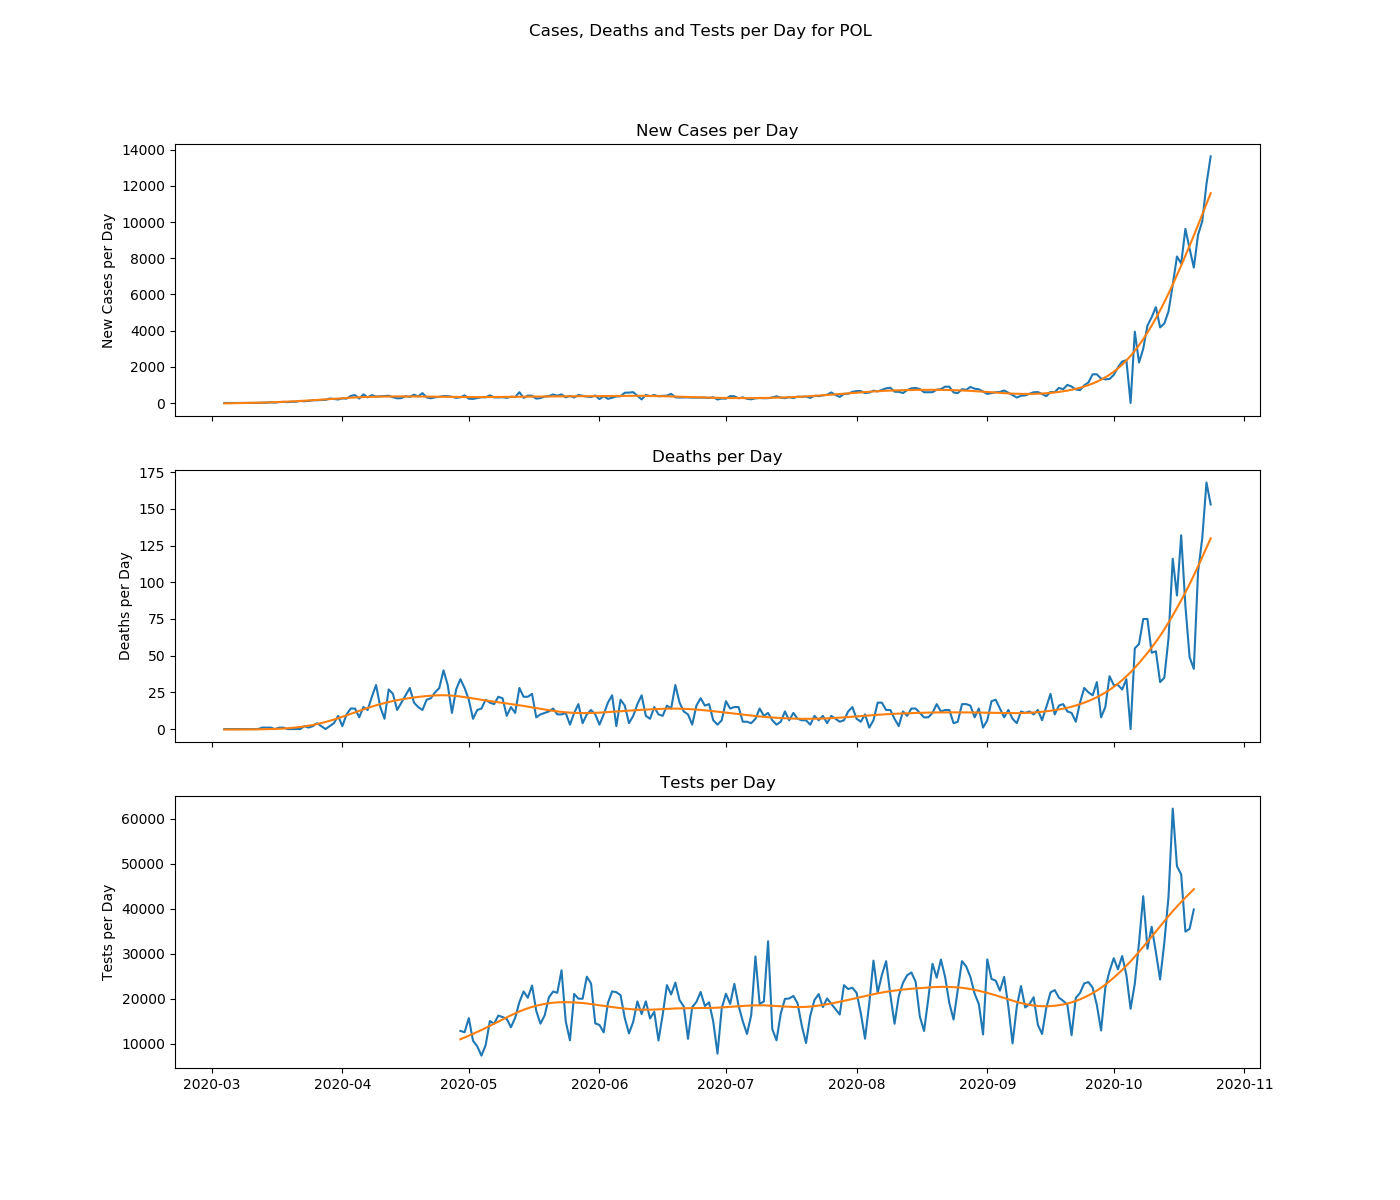 Cases, Deaths and Tests per Day for POL
New Cases per Day
New Cases per Day
14000
12000
10000
8000
6000
4000
2000
0
Deaths per Day
Deaths per Day
175
150
125
100
75
50
25
0
Tests per Day
Tests per Day
60000
50000
40000
30000
20000
10000
2020-03 2020-04 2020-05 2020-06 2020-07 2020-08 2020-09 2020-10 2020-11